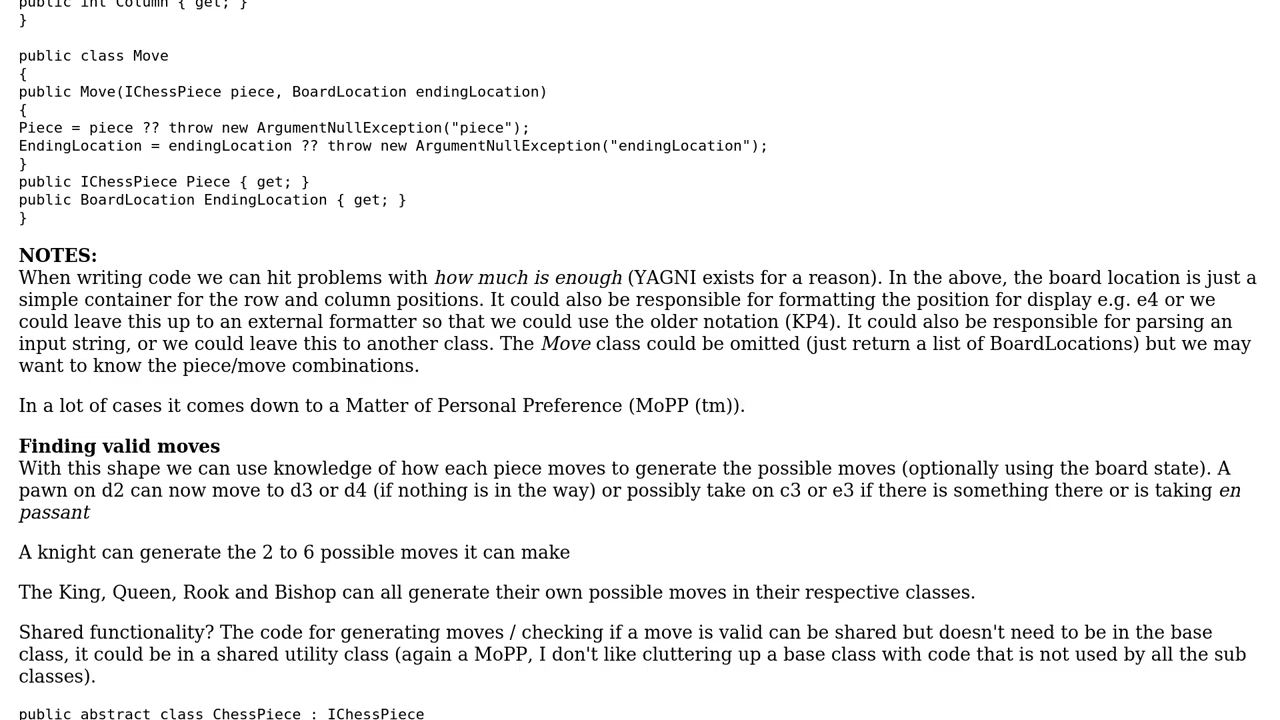 public int Column { get; }
}
public class Move
{
public Move(IChessPiece piece, BoardLocation endingLocation)
{
Piece = piece ?? throw new ArgumentNullException("piece");
EndingLocation = endingLocation ?? throw new ArgumentNullException("endingLocation");
}
public IChessPiece Piece { get; }
public BoardLocation EndingLocation { get; }
}
NOTES:
When writing code we can hit problems with how much is enough (YAGNI exists for a reason). In the above, the board location is just a
simple container for the row and column positions. It could also be responsible for formatting the position for display e.g. e4 or we
could leave this up to an external formatter so that we could use the older notation (KP4). It could also be responsible for parsing an
input string, or we could leave this to another class. The Move class could be omitted (just return a list of BoardLocations) but we may
want to know the piece/move combinations.
In a lot of cases it comes down to a Matter of Personal Preference (MoPP (tm)).
Finding valid moves
With this shape we can use knowledge of how each piece moves to generate the possible moves (optionally using the board state). A
pawn on d2 can now move to d3 or d4 (if nothing is in the way) or possibly take on c3 or e3 if there is something there or is taking en
passant
A knight can generate the 2 to 6 possible moves it can make
The King, Queen, Rook and Bishop can all generate their own possible moves in their respective classes.
Shared functionality? The code for generating moves / checking if a move is valid can be shared but doesn't need to be in the base
class, it could be in a shared utility class (again a MoPP, I don't like cluttering up a base class with code that is not used by all the sub
classes).
public abstract class ChessPiece : IChessPiece